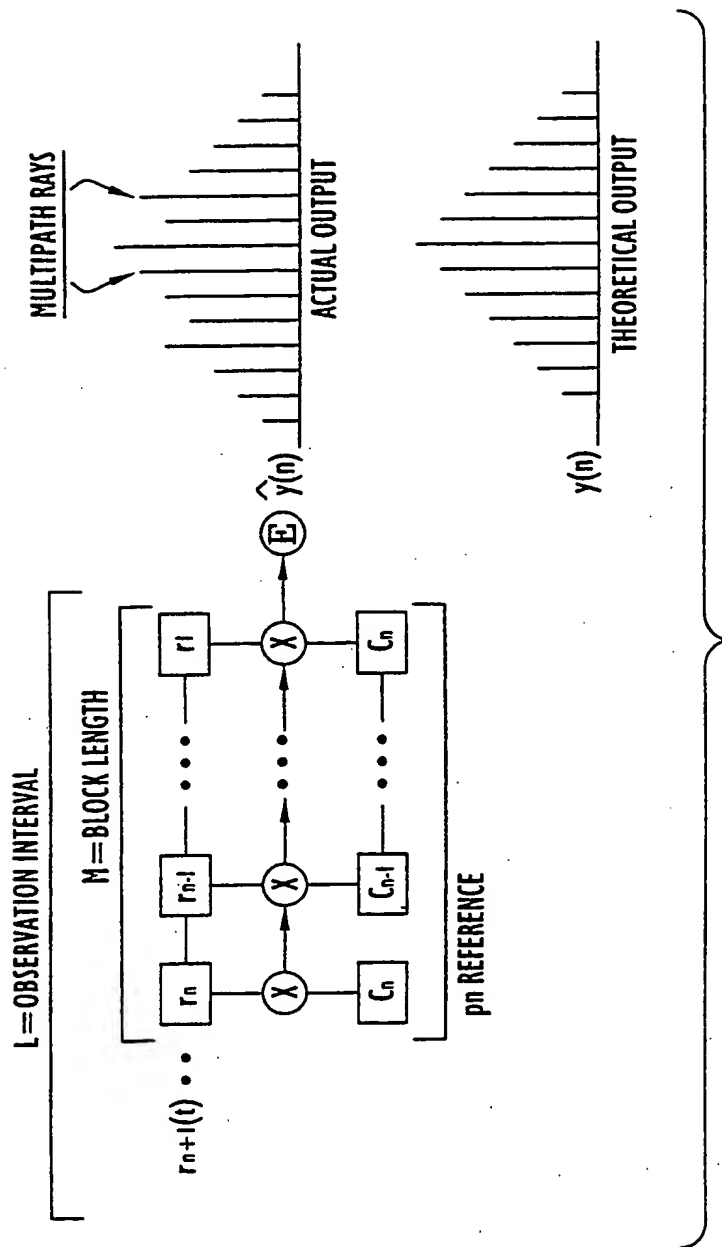 L=OBSERVATION INTERVAL
M=BLOCK LENGTH
rn+1(t) •• rn rn-1 ••• r1
X X ••• X E ŷ(n)
Cn Cn-1 ••• Cn
pn REFERENCE
MULTIPATH RAYS
ACTUAL OUTPUT
y(n)
THEORETICAL OUTPUT